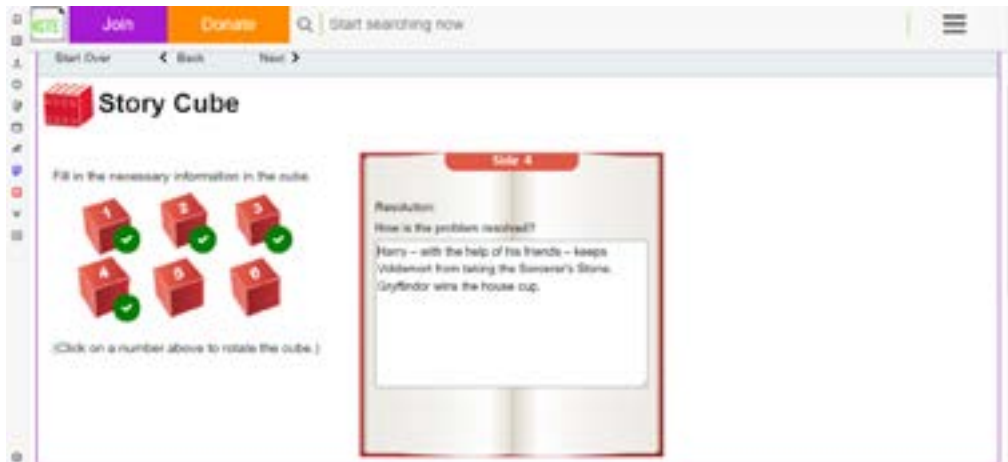 NCTE
Join
Donate
Start searching now
Start Over
Back
Next
Story Cube
Fill in the necessary information in the cube.
1
2
3
4
5
6
(Click on a number above to rotate the cube.)
Side 4
Resolution:
How is the problem resolved?
Harry – with the help of his friends – keeps
Voldemort from taking the Sorcerer's Stone.
Gryffindor wins the house cup.